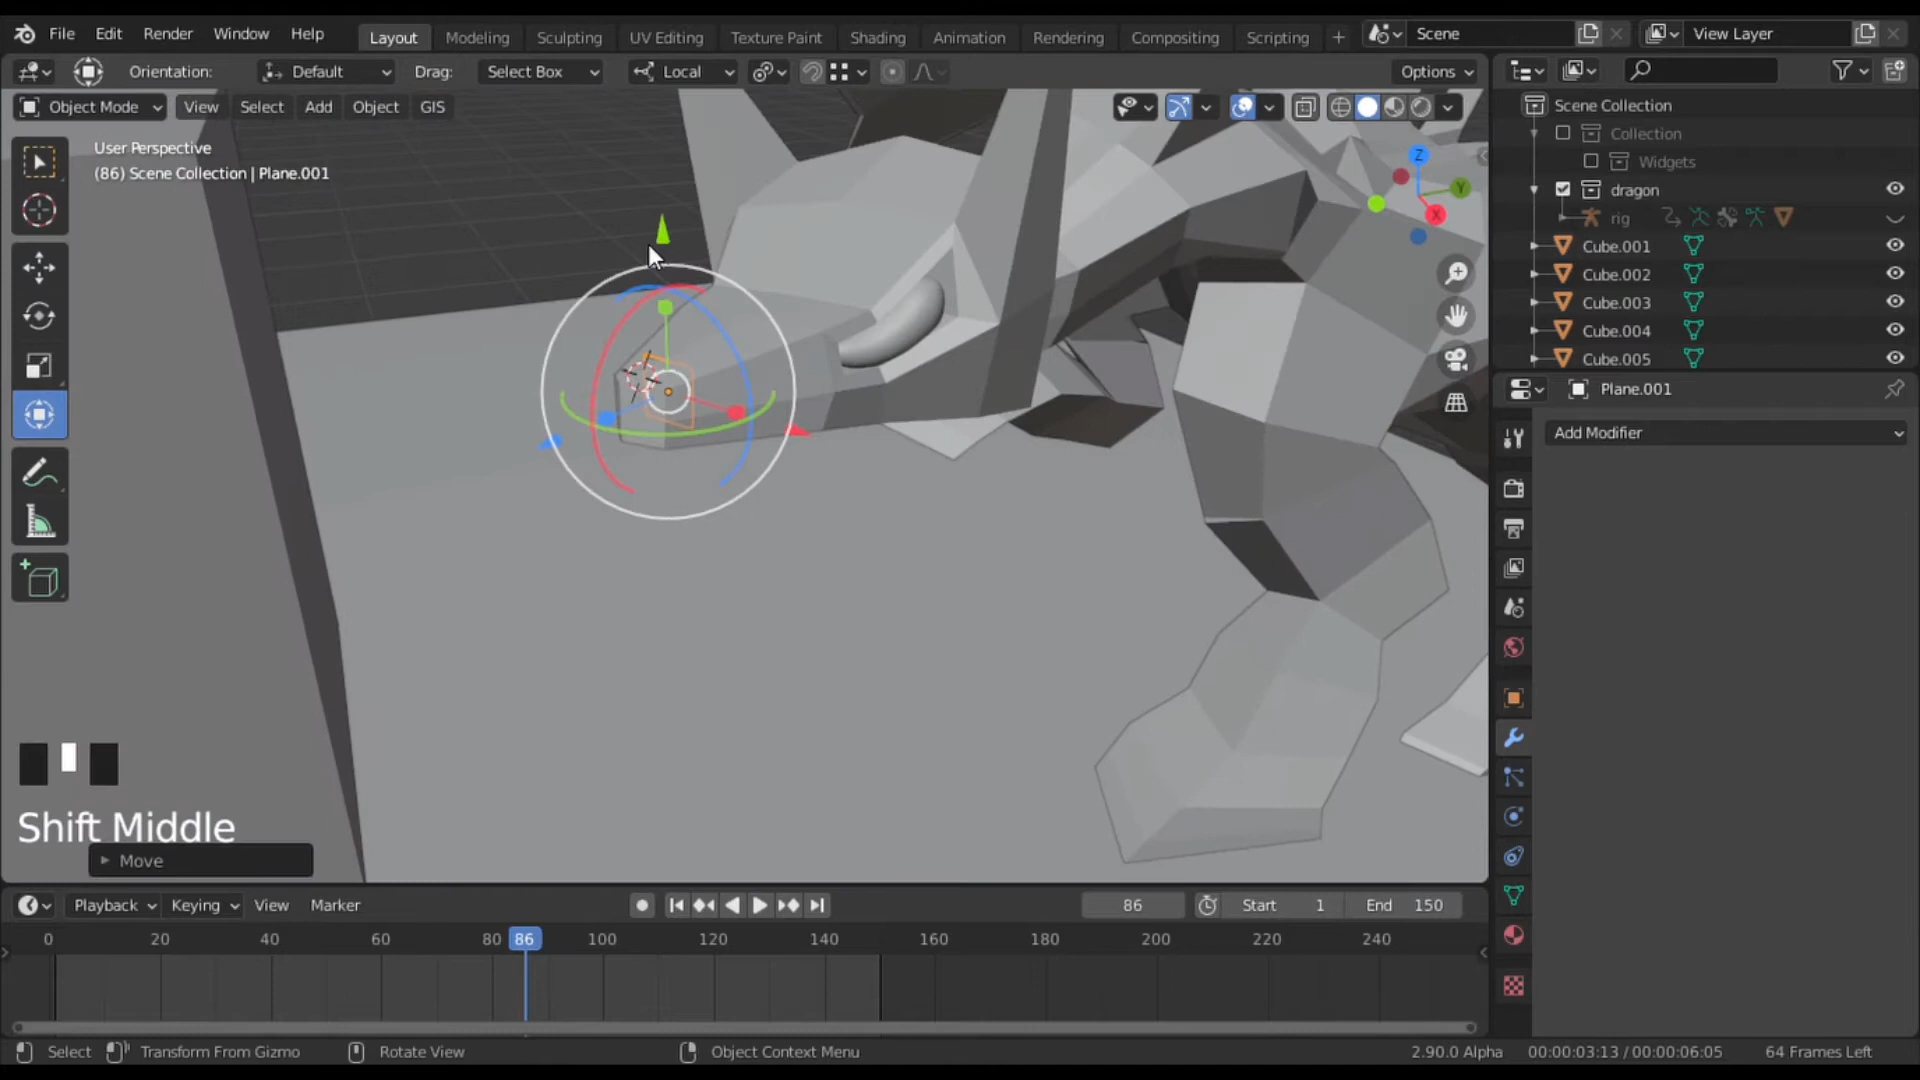 File Edit Render Window Help Layout Modeling Sculpting UV Editing Texture Paint Shading Animation Rendering Compositing Scripting + Scene View Layer
Orientation: Default Drag: Select Box Local Options
Object Mode View Select Add Object GIS
User Perspective
(86) Scene Collection | Plane.001
Z
Y
X
Scene Collection
Collection
Widgets
dragon
rig
Cube.001
Cube.002
Cube.003
Cube.004
Cube.005
Plane.001
Add Modifier
Shift Middle
Move
Playback Keying View Marker 86 Start 1 End 150
0 20 40 60 80 86 100 120 140 160 180 200 220 240
Select Transform From Gizmo Rotate View Object Context Menu 2.90.0 Alpha 00:00:03:13 / 00:00:06:05 64 Frames Left